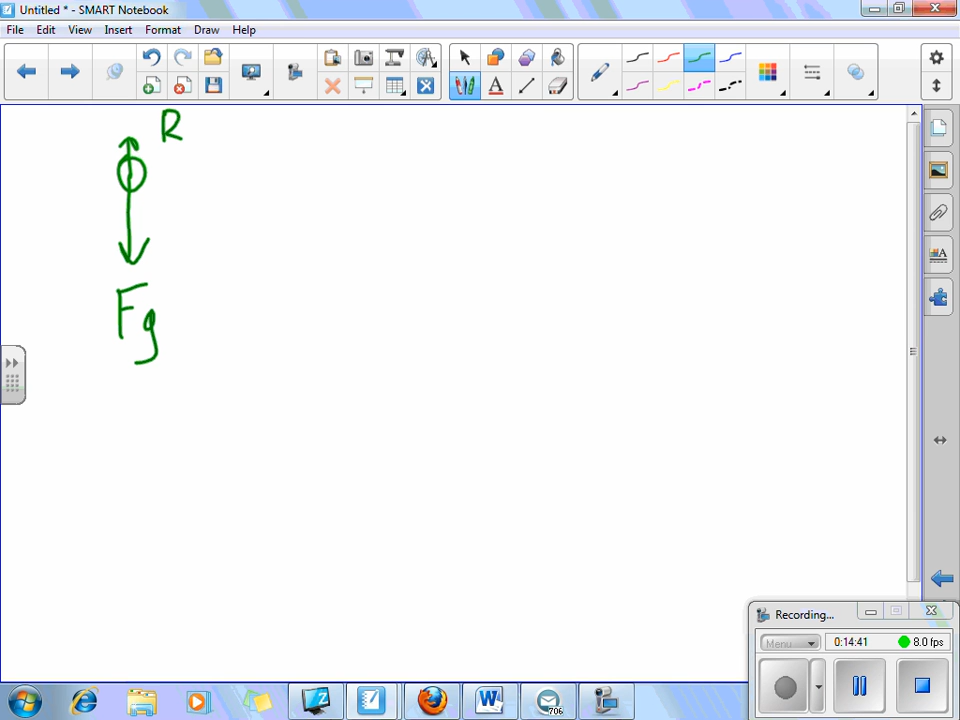 Untitled * - SMART Notebook
File Edit View Insert Format Draw Help
R
Fg
Recording...
Menu
0:14:41
8.0 fps
706